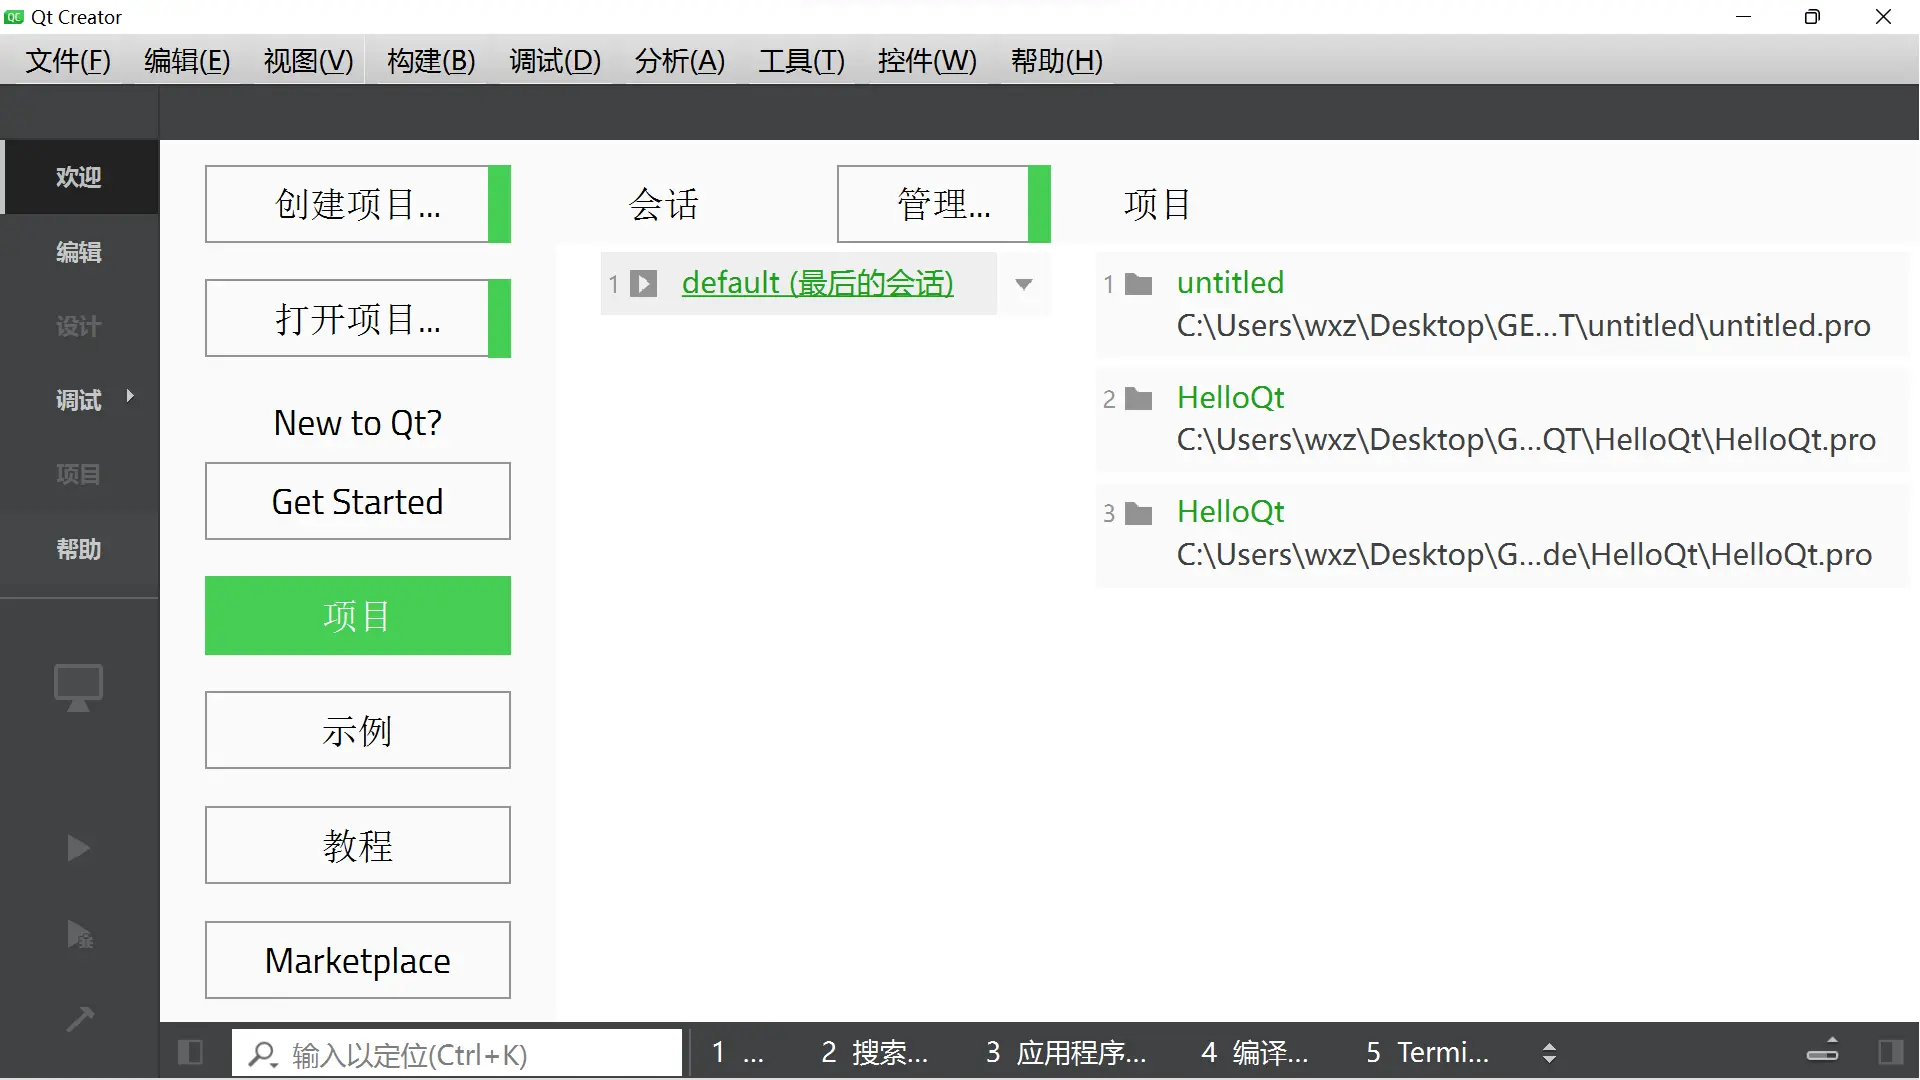 Qt Creator
文件(F) 编辑(E) 视图(V) 构建(B) 调试(D) 分析(A) 工具(T) 控件(W) 帮助(H)
欢迎
编辑
设计
调试
项目
帮助
创建项目...
打开项目...
New to Qt?
Get Started
项目
示例
教程
Marketplace
会话
管理...
1 default (最后的会话)
项目
1 untitled
C:\Users\wxz\Desktop\GE...T\untitled\untitled.pro
2 HelloQt
C:\Users\wxz\Desktop\G...QT\HelloQt\HelloQt.pro
3 HelloQt
C:\Users\wxz\Desktop\G...de\HelloQt\HelloQt.pro
输入以定位(Ctrl+K) 1 ... 2 搜索... 3 应用程序... 4 编译... 5 Termi...